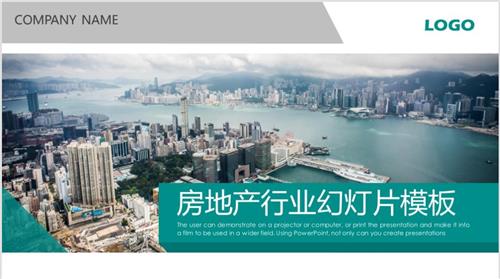 COMPANY NAME
LOGO
房地产行业幻灯片模板
The user can demonstrate on a projector or computer, or print the presentation and make it into
a film to be used in a wider field. Using PowerPoint, not only can you create presentations